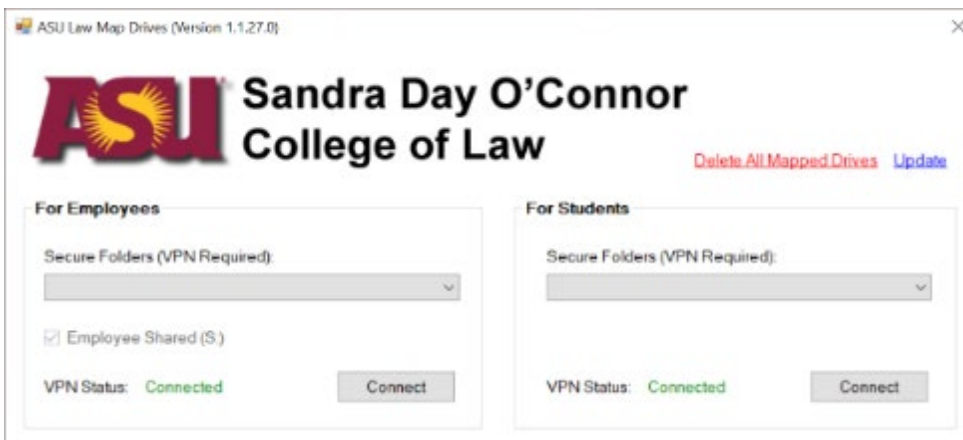 ASU Law Map Drives (Version 1.1.27.0)
ASU
Sandra Day O'Connor
College of Law
Delete All Mapped Drives Update
For Employees
Secure Folders (VPN Required):
Employee Shared (S:)
VPN Status: Connected
Connect
For Students
Secure Folders (VPN Required):
VPN Status: Connected
Connect